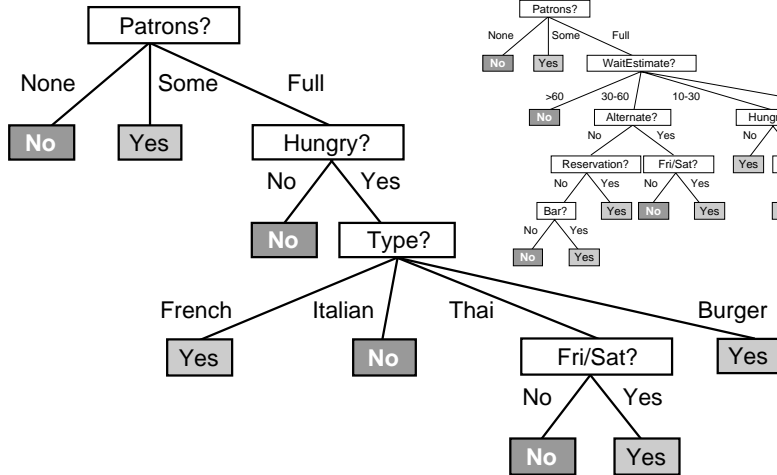 Patrons?
None Some Full
No Yes Hungry?
No Yes
No Type?
French Italian Thai Burger
Yes No Fri/Sat? Yes
No Yes
No Yes
Patrons?
None Some Full
No Yes WaitEstimate?
>60 30-60 10-30
No Alternate? Hungr
No Yes No
Reservation? Fri/Sat? Yes
No Yes No Yes
Bar? Yes No Yes
No Yes
No Yes